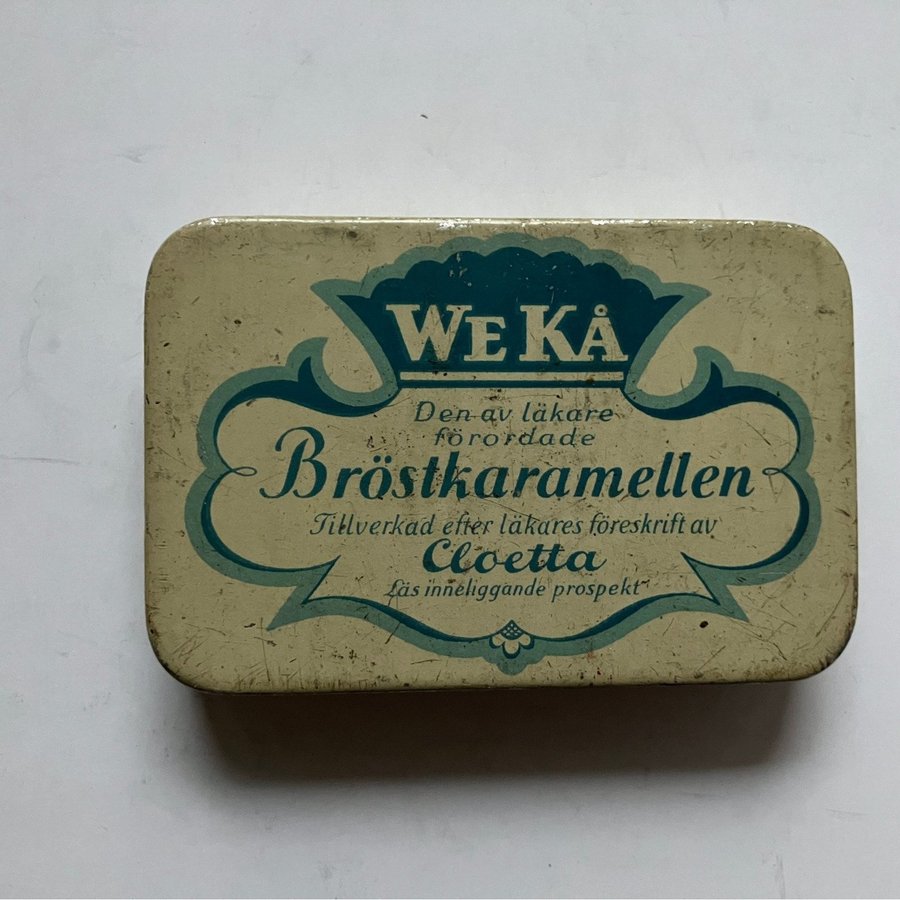 WEKÅ
Den av läkare
förordade
Bröstkaramellen
Tillverkad efter läkares föreskrift av
Cloetta
Läs inneliggande prospekt